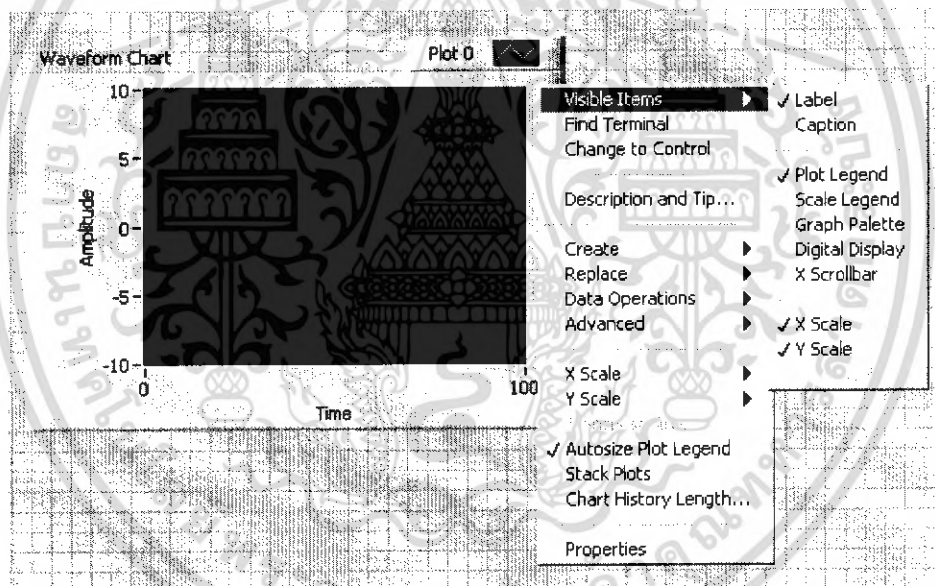 Waveform Chart
Plot 0
10
5
0
-5
-10
Amplitude
0
100
Time
Visible Items
Find Terminal
Change to Control
Description and Tip...
Create
Replace
Data Operations
Advanced
X Scale
Y Scale
Autosize Plot Legend
Stack Plots
Chart History Length...
Properties
Label
Caption
Plot Legend
Scale Legend
Graph Palette
Digital Display
X Scrollbar
X Scale
Y Scale